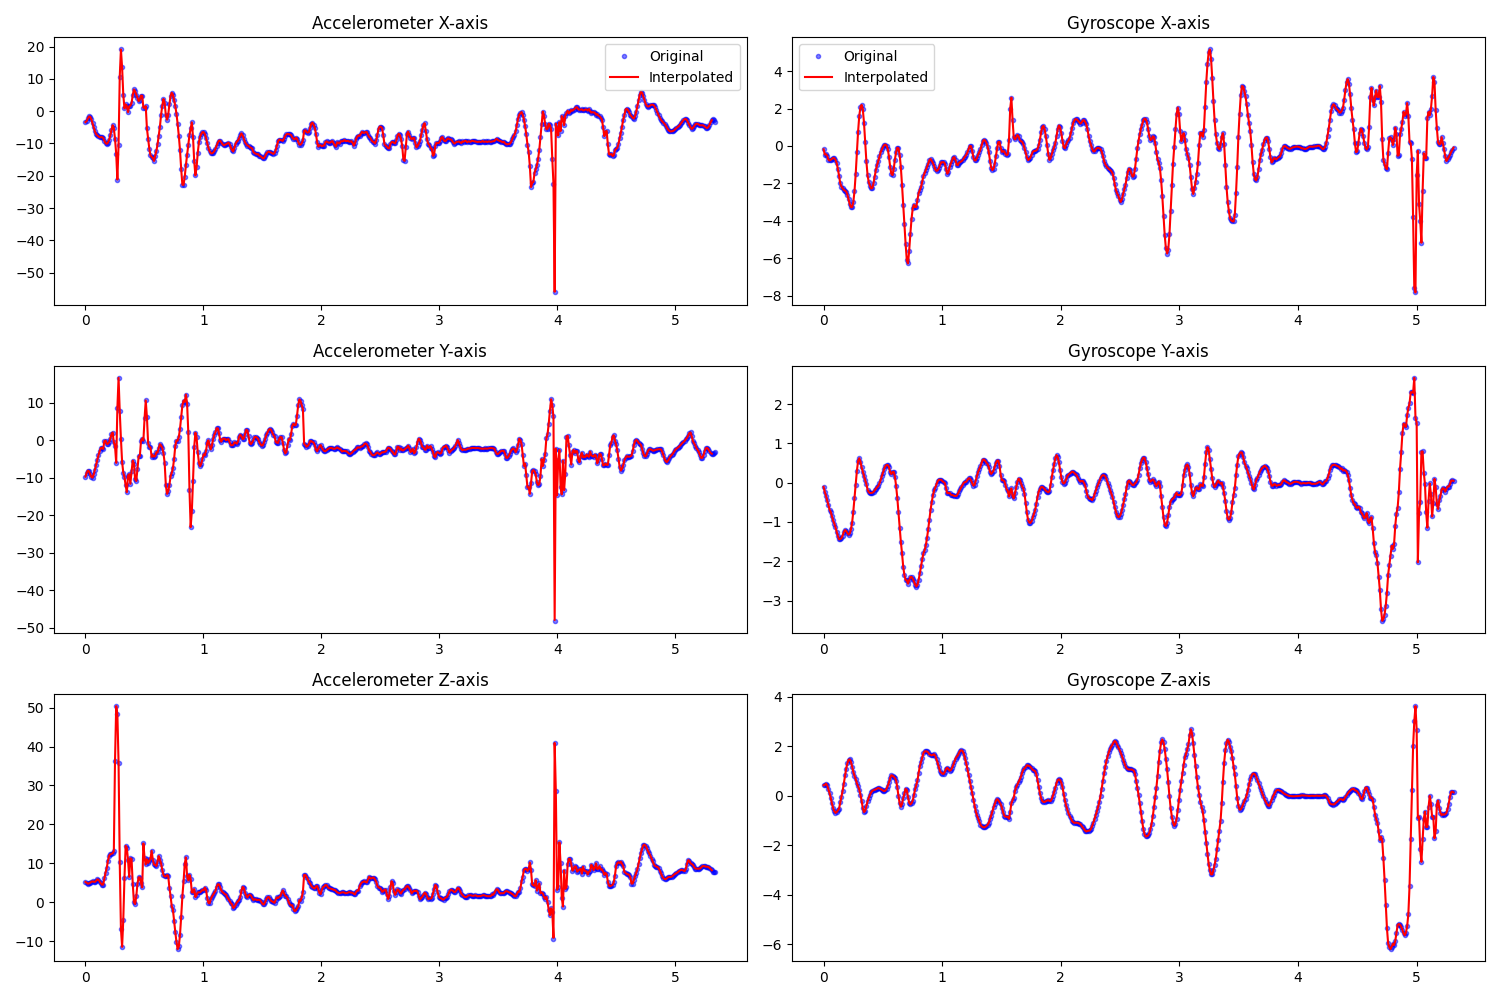 Accelerometer X-axis
20
10
0
−10
−20
−30
−40
−50
0 1 2 3 4 5
Original
Interpolated
Gyroscope X-axis
4
2
0
−2
−4
−6
−8
0 1 2 3 4 5
Original
Interpolated
Accelerometer Y-axis
10
0
−10
−20
−30
−40
−50
0 1 2 3 4 5
Gyroscope Y-axis
2
1
0
−1
−2
−3
0 1 2 3 4 5
Accelerometer Z-axis
50
40
30
20
10
0
−10
0 1 2 3 4 5
Gyroscope Z-axis
4
2
0
−2
−4
−6
0 1 2 3 4 5